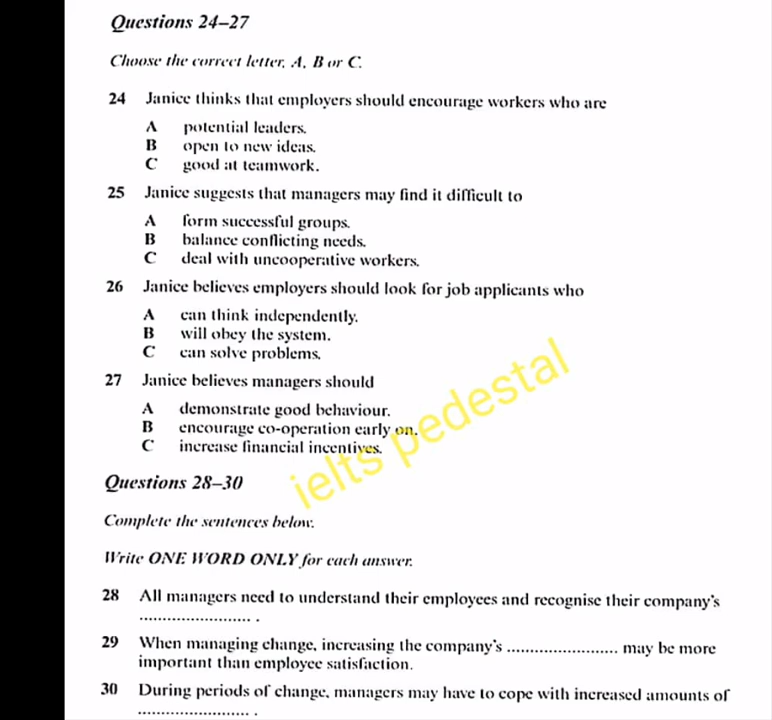 Questions 24–27
Choose the correct letter, A, B or C.
24 Janice thinks that employers should encourage workers who are
A potential leaders.
B open to new ideas.
C good at teamwork.
25 Janice suggests that managers may find it difficult to
A form successful groups.
B balance conflicting needs.
C deal with uncooperative workers.
26 Janice believes employers should look for job applicants who
A can think independently.
B will obey the system.
C can solve problems.
27 Janice believes managers should
A demonstrate good behaviour.
B encourage co-operation early on.
C increase financial incentives.
ielts pedestal
Questions 28–30
Complete the sentences below.
Write ONE WORD ONLY for each answer.
28 All managers need to understand their employees and recognise their company's
........................ .
29 When managing change, increasing the company's ........................ may be more
important than employee satisfaction.
30 During periods of change, managers may have to cope with increased amounts of
........................ .